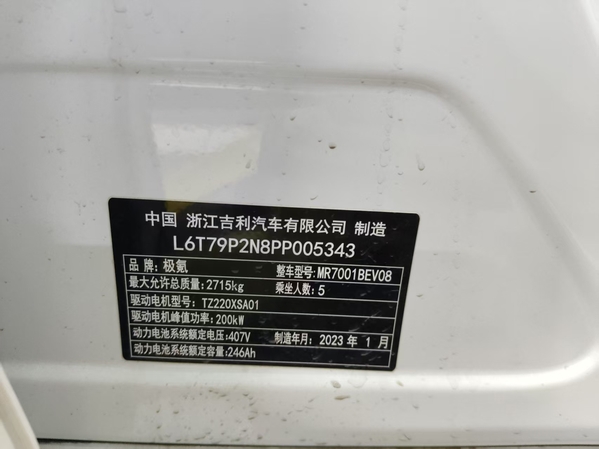 中国 浙江吉利汽车有限公司 制造
L6T79P2N8PP005343
品牌:极氪 整车型号:MR7001BEV08
最大允许总质量:2715kg 乘坐人数:5
驱动电机型号:TZ220XSA01
驱动电机峰值功率:200kW
动力电池系统额定电压:407V 制造年月:2023 年 1 月
动力电池系统额定容量:246Ah